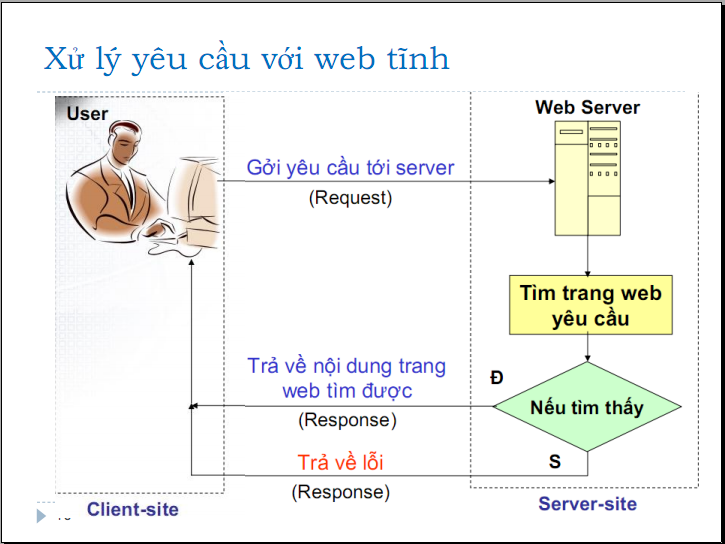 Xử lý yêu cầu với web tĩnh
User
Web Server
Gởi yêu cầu tới server
(Request)
Tìm trang web
yêu cầu
Trả về nội dung trang
web tìm được
(Response)
Đ
Nếu tìm thấy
Trả về lỗi
(Response)
S
Client-site
Server-site